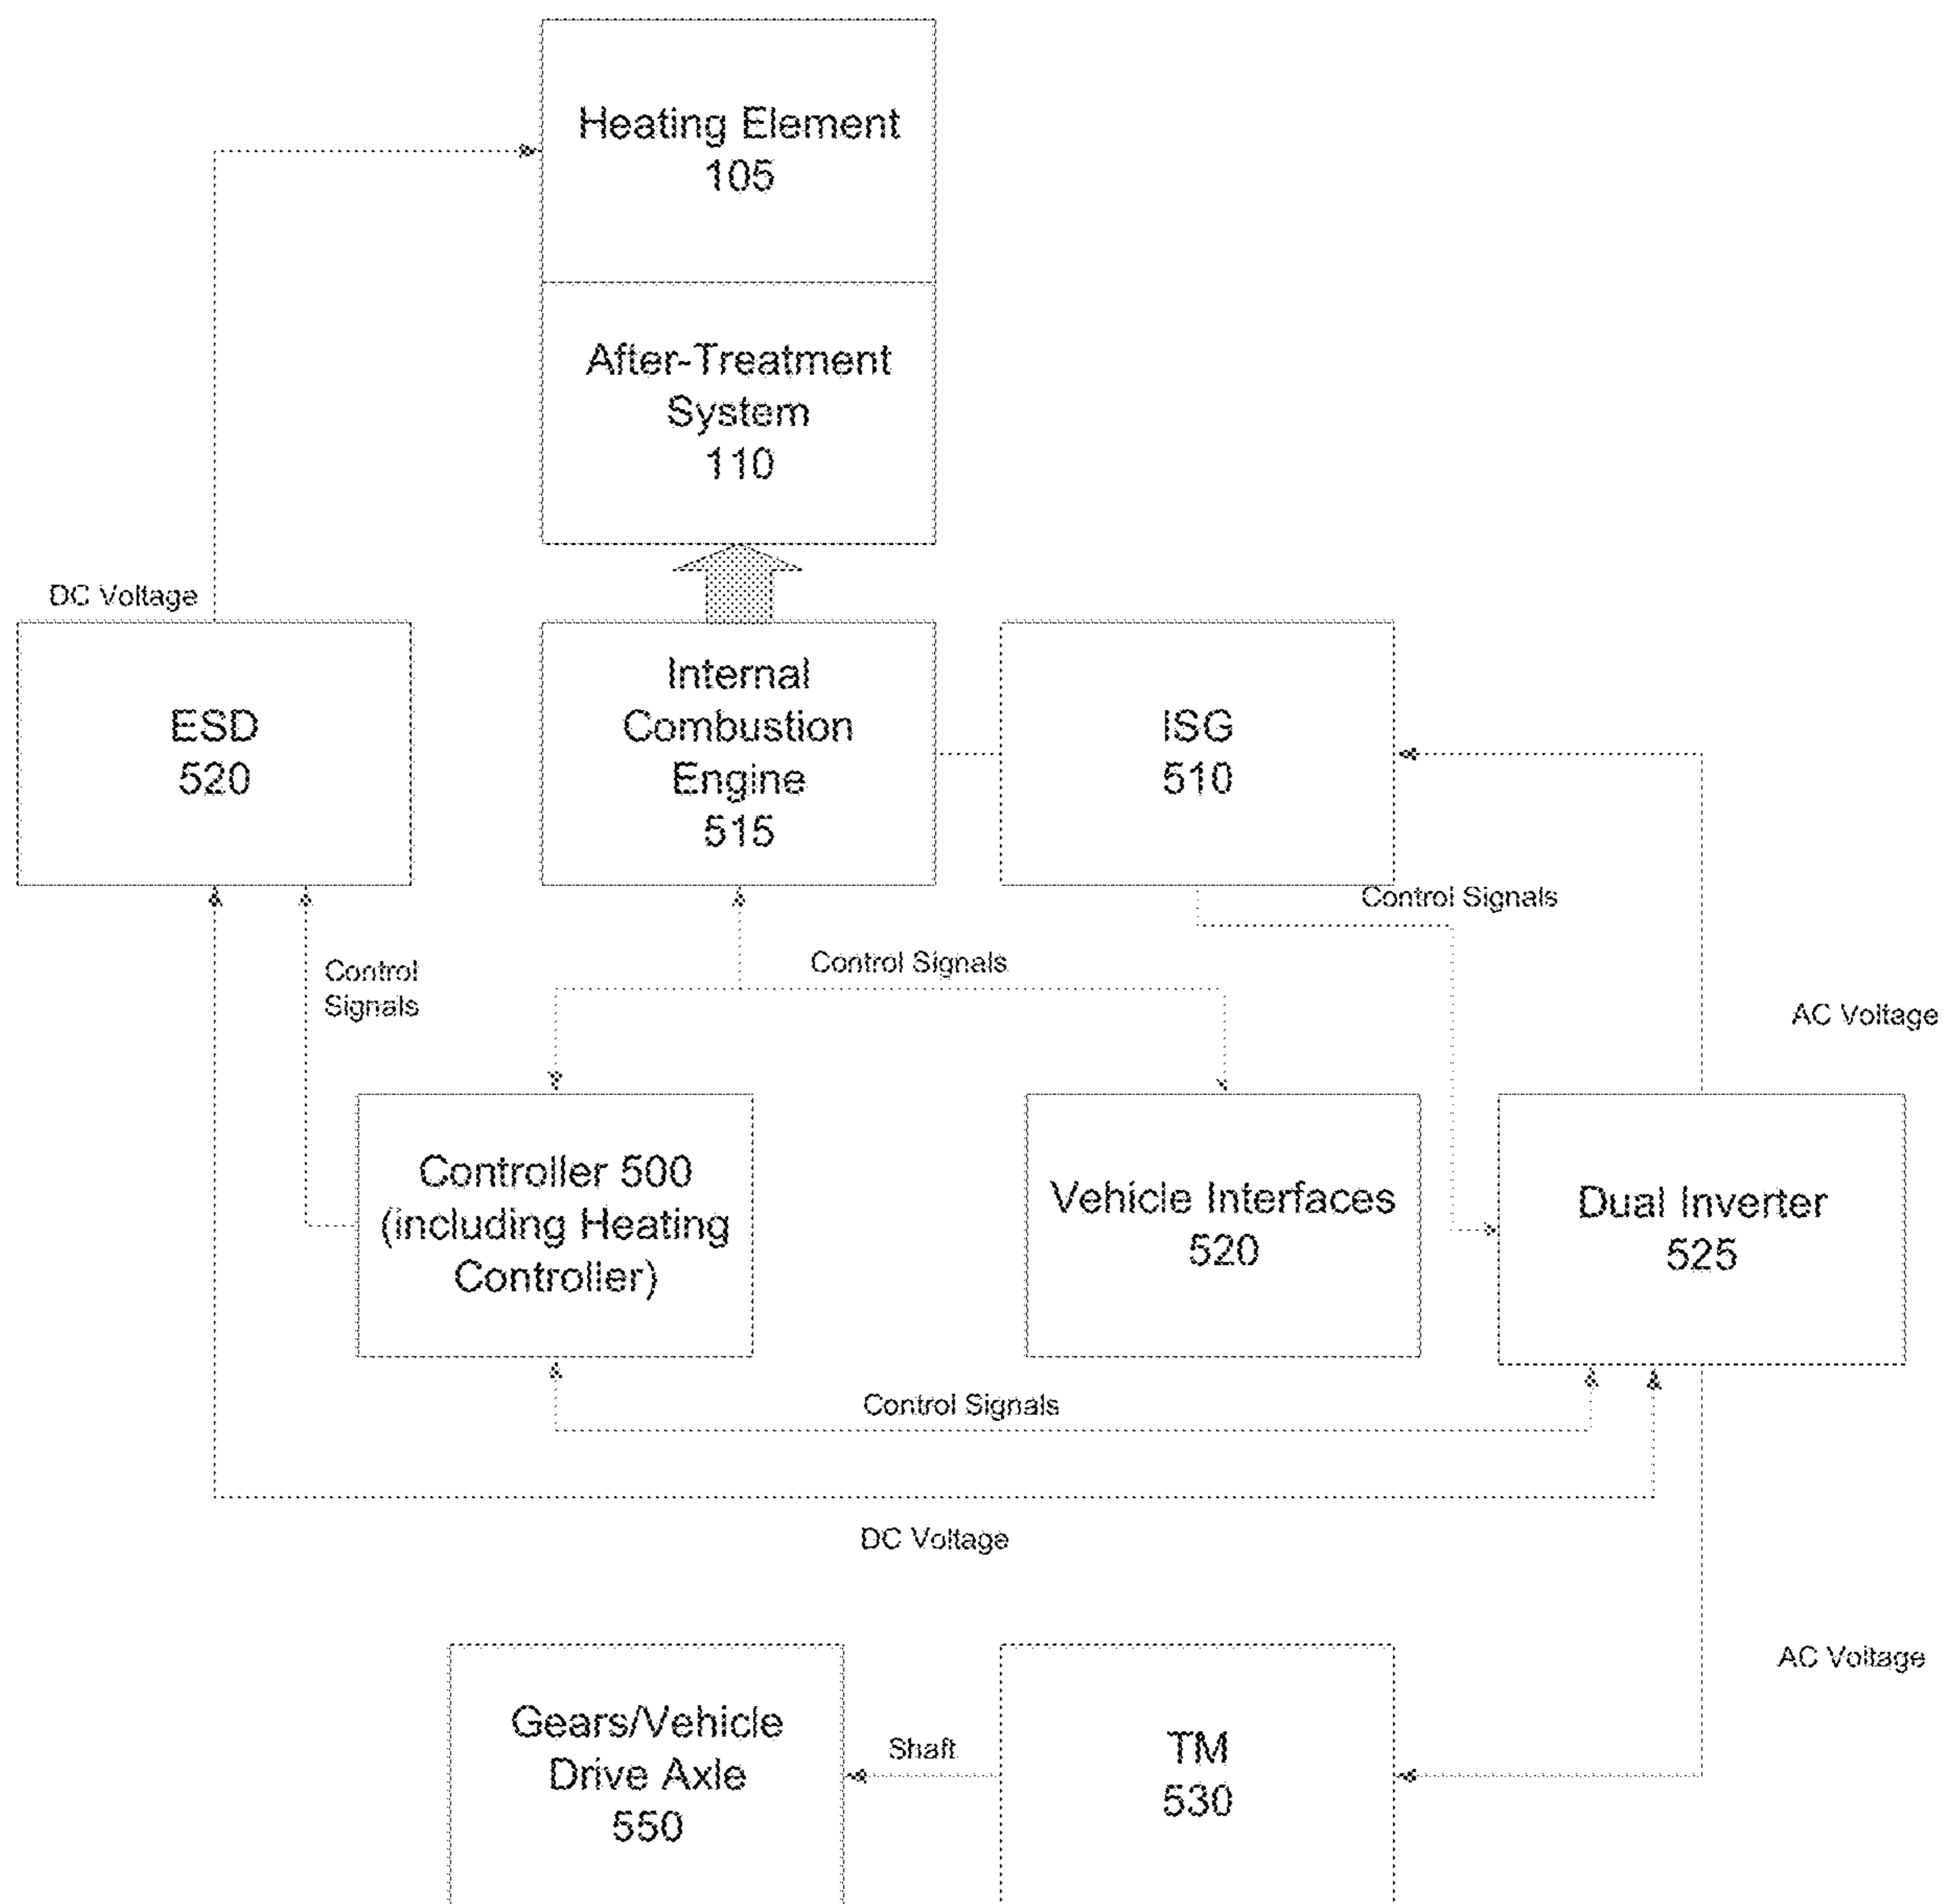 Heating Element
105
After-Treatment
System
110
DC Voltage
ESD
520
Internal
Combustion
Engine
515
ISG
510
Control Signals
Control
Signals
Control Signals
AC Voltage
Controller 500
(including Heating
Controller)
Vehicle Interfaces
520
Dual Inverter
525
Control Signals
DC Voltage
AC Voltage
Gears/Vehicle
Drive Axle
550
Shaft
TM
530